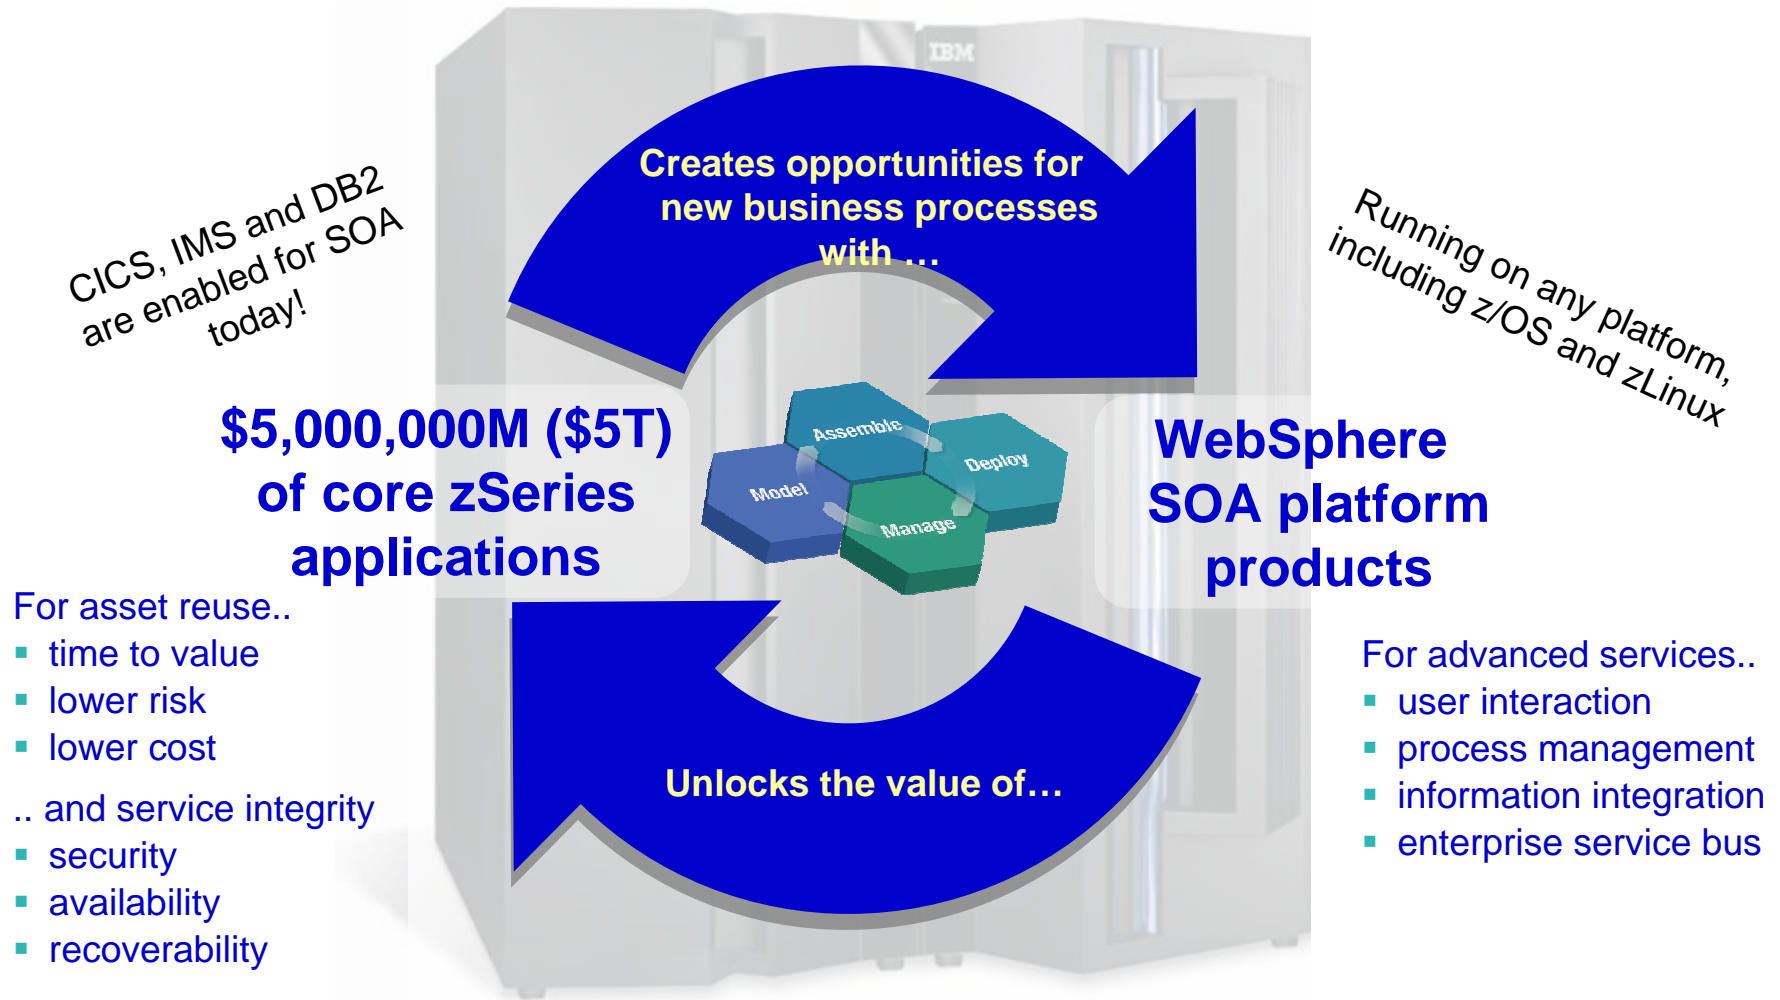 IBM
Creates opportunities for
new business processes
with …
CICS, IMS and DB2
are enabled for SOA
today!
Running on any platform,
including z/OS and zLinux
$5,000,000M ($5T)
of core zSeries
applications
Assemble
Deploy
Model
Manage
WebSphere
SOA platform
products
For asset reuse..
▪ time to value
▪ lower risk
▪ lower cost
.. and service integrity
▪ security
▪ availability
▪ recoverability
Unlocks the value of…
For advanced services..
▪ user interaction
▪ process management
▪ information integration
▪ enterprise service bus